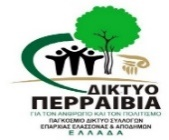 ΔΙΚΤΥΟ
ΠΕΡΡΑΙΒΙΑ
ΓΙΑ ΤΟΝ ΑΝΘΡΩΠΟ ΚΑΙ ΤΟΝ ΠΟΛΙΤΙΣΜΟ
ΠΑΓΚΟΣΜΙΟ ΔΙΚΤΥΟ ΣΥΛΛΟΓΩΝ
ΕΠΑΡΧΙΑΣ ΕΛΑΣΣΟΝΑΣ & ΑΠΟΔΗΜΩΝ
ΕΛΛΑΔΑ